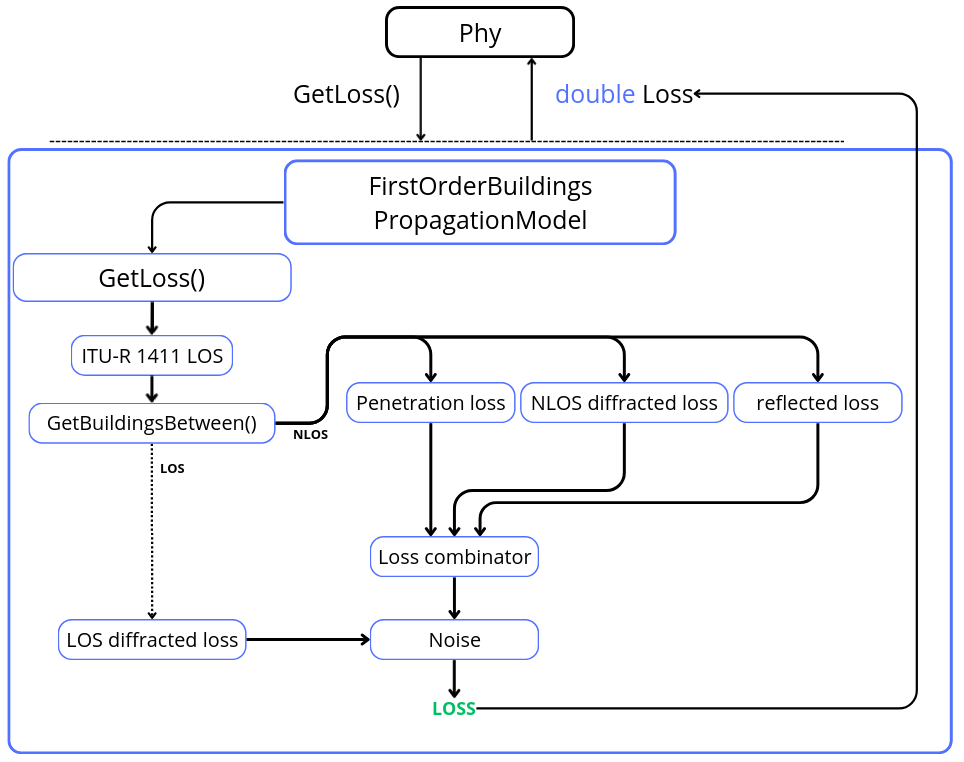 Phy
GetLoss()
double Loss
FirstOrderBuildings
PropagationModel
GetLoss()
ITU-R 1411 LOS
GetBuildingsBetween()
NLOS
Penetration loss
NLOS diffracted loss
reflected loss
LOS
Loss combinator
LOS diffracted loss
Noise
LOSS